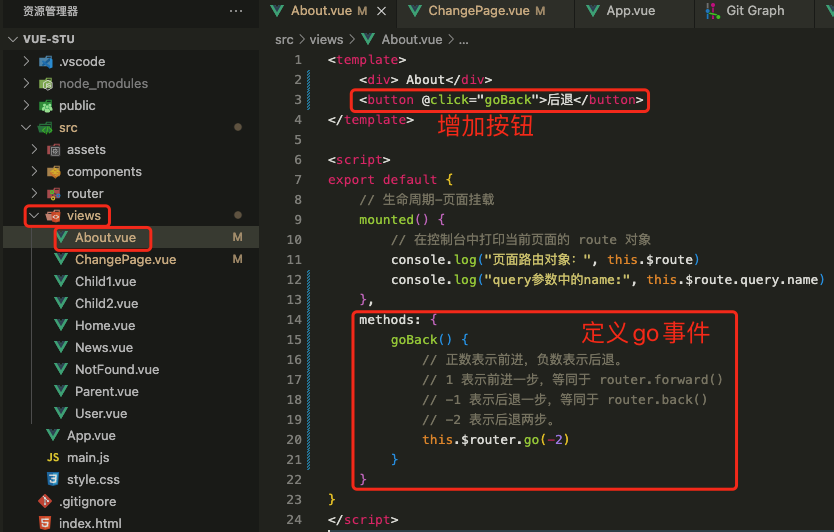 资源管理器
···
VUE-STU
.vscode
node_modules
public
src
assets
components
router
views
About.vue M
ChangePage.vue M
Child1.vue
Child2.vue
Home.vue
News.vue
NotFound.vue
Parent.vue
User.vue
App.vue
JS main.js
style.css
.gitignore
index.html
About.vue M ChangePage.vue M App.vue Git Graph
src > views > About.vue > ...
1 <template>
2 <div> About</div>
3 <button @click="goBack">后退</button>
4 </template>
增加按钮
5
6 <script>
7 export default {
8 // 生命周期-页面挂载
9 mounted() {
10 // 在控制台中打印当前页面的 route 对象
11 console.log("页面路由对象：", this.$route)
12 console.log("query参数中的name:", this.$route.query.name)
13 },
14 methods: {
定义go事件
15 goBack() {
16 // 正数表示前进，负数表示后退。
17 // 1 表示前进一步，等同于 router.forward()
18 // -1 表示后退一步，等同于 router.back()
19 // -2 表示后退两步。
20 this.$router.go(-2)
21 }
22 }
23 }
24 </script>